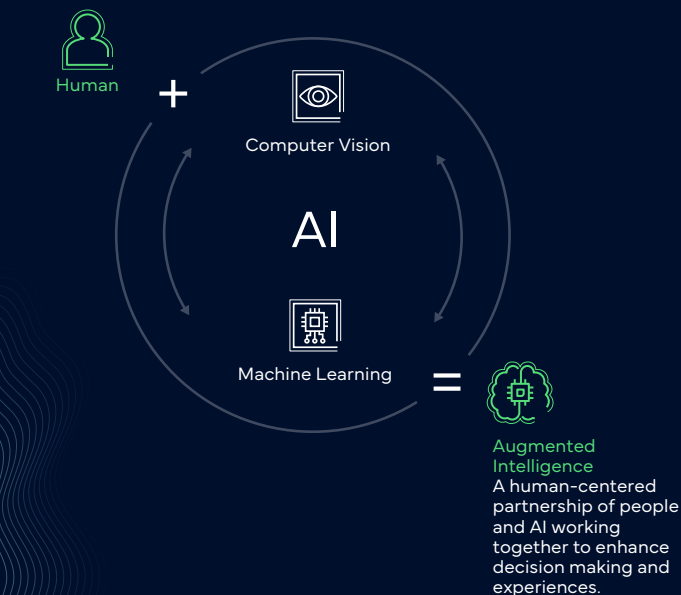 Human
+
Computer Vision
AI
Machine Learning
=
Augmented
Intelligence
A human-centered
partnership of people
and AI working
together to enhance
decision making and
experiences.